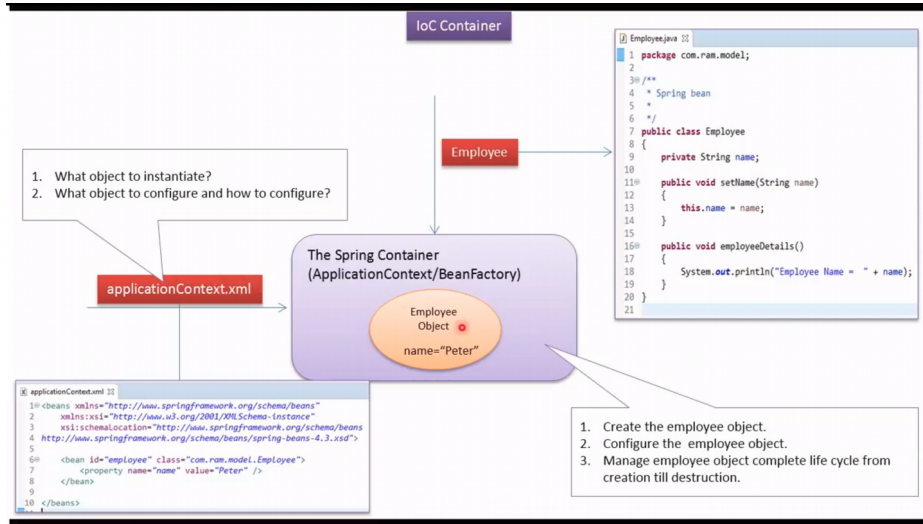 IoC Container
Employee.java
1 package com.ram.model;
2
3 /**
4  * Spring bean
5  *
6  */
7 public class Employee
8 {
9     private String name;
10
11     public void setName(String name)
12     {
13         this.name = name;
14     }
15
16     public void employeeDetails()
17     {
18         System.out.println("Employee Name =  " + name);
19     }
20 }
21
Employee
1. What object to instantiate?
2. What object to configure and how to configure?
applicationContext.xml
The Spring Container
(ApplicationContext/BeanFactory)
Employee
Object
name="Peter"
applicationContext.xml
1 <beans xmlns="http://www.springframework.org/schema/beans"
2     xmlns:xsi="http://www.w3.org/2001/XMLSchema-instance"
3     xsi:schemaLocation="http://www.springframework.org/schema/beans
4 http://www.springframework.org/schema/beans/spring-beans-4.3.xsd">
5
6     <bean id="employee" class="com.ram.model.Employee">
7         <property name="name" value="Peter" />
8     </bean>
9
10 </beans>
1. Create the employee object.
2. Configure the employee object.
3. Manage employee object complete life cycle from
creation till destruction.